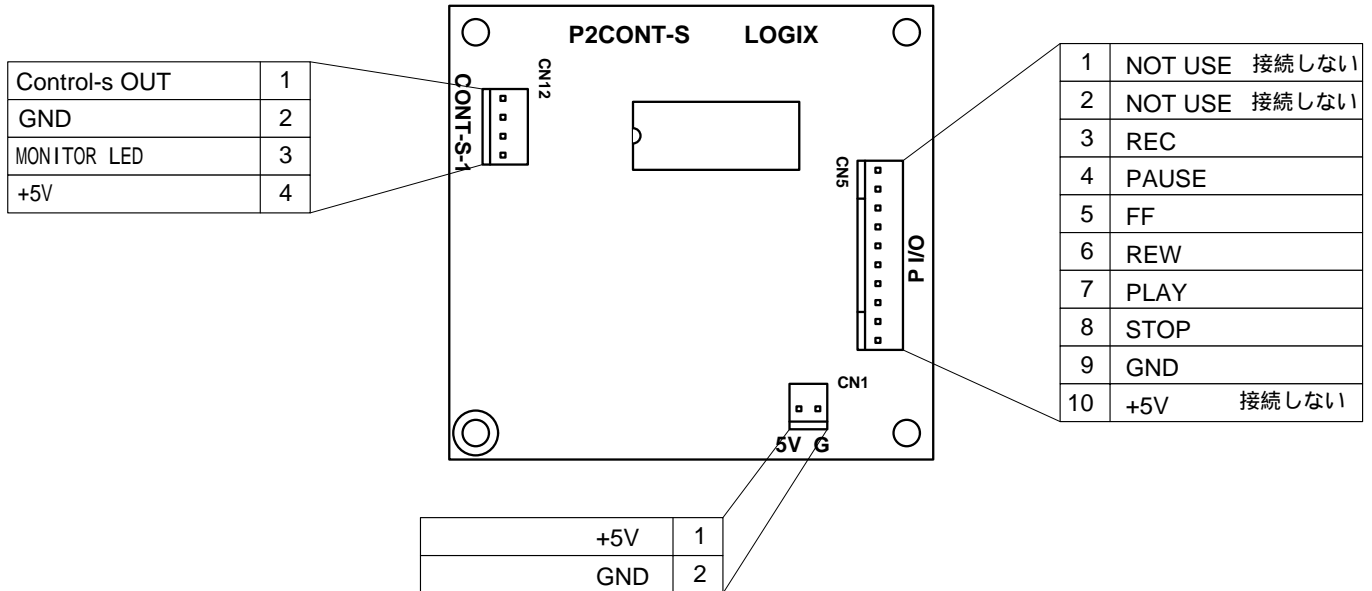 P2CONT-S LOGIX
Control-s OUT 1
GND 2
MONITOR LED 3
+5V 4
CN12
CONT-S-1
CN5
P I/O
1 NOT USE 接続しない
2 NOT USE 接続しない
3 REC
4 PAUSE
5 FF
6 REW
7 PLAY
8 STOP
9 GND
10 +5V 接続しない
CN1
5V G
+5V 1
GND 2